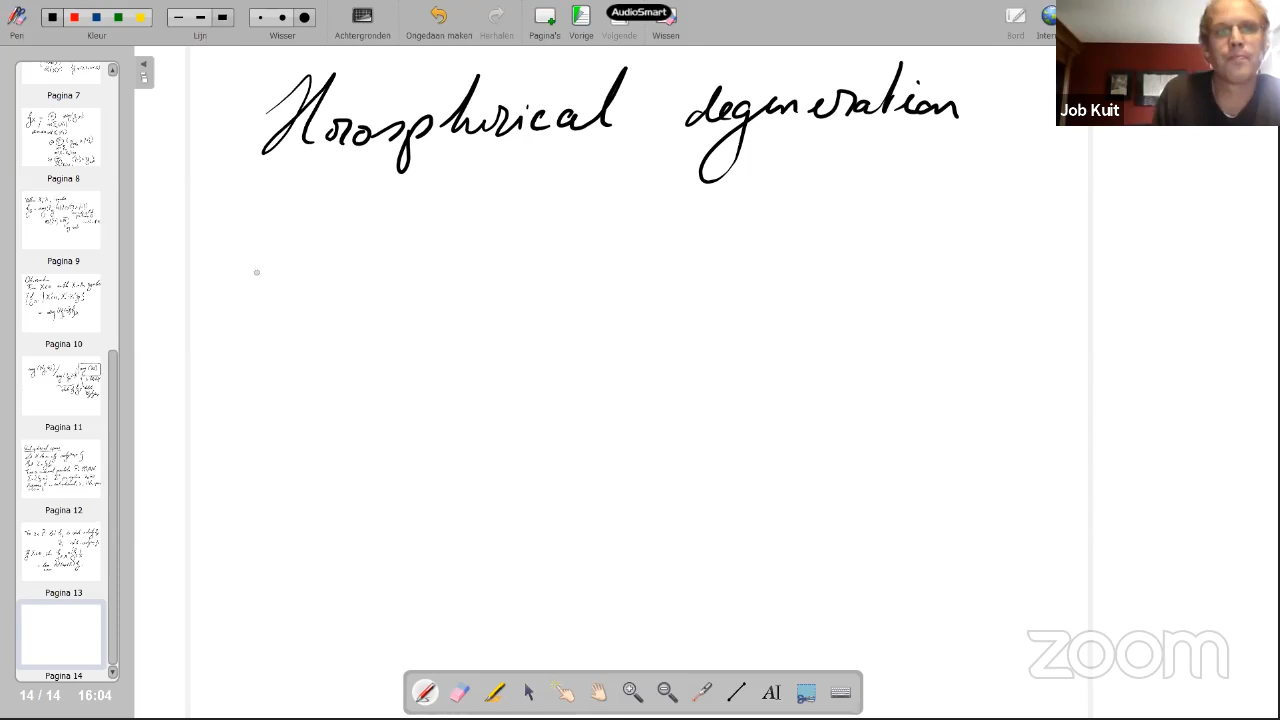 Pen
Kleur
Lijn
Wisser
Achtergronden
Ongedaan maken
Herhalen
Pagina's
Vorige
Volgende
Wissen
AudioSmart
Bord
Inter
Job Kuit
Horospherical degeneration
Pagina 7
Pagina 8
Pagina 9
Pagina 10
Pagina 11
Pagina 12
Pagina 13
Pagina
14 / 14 16:04
AI
zoom